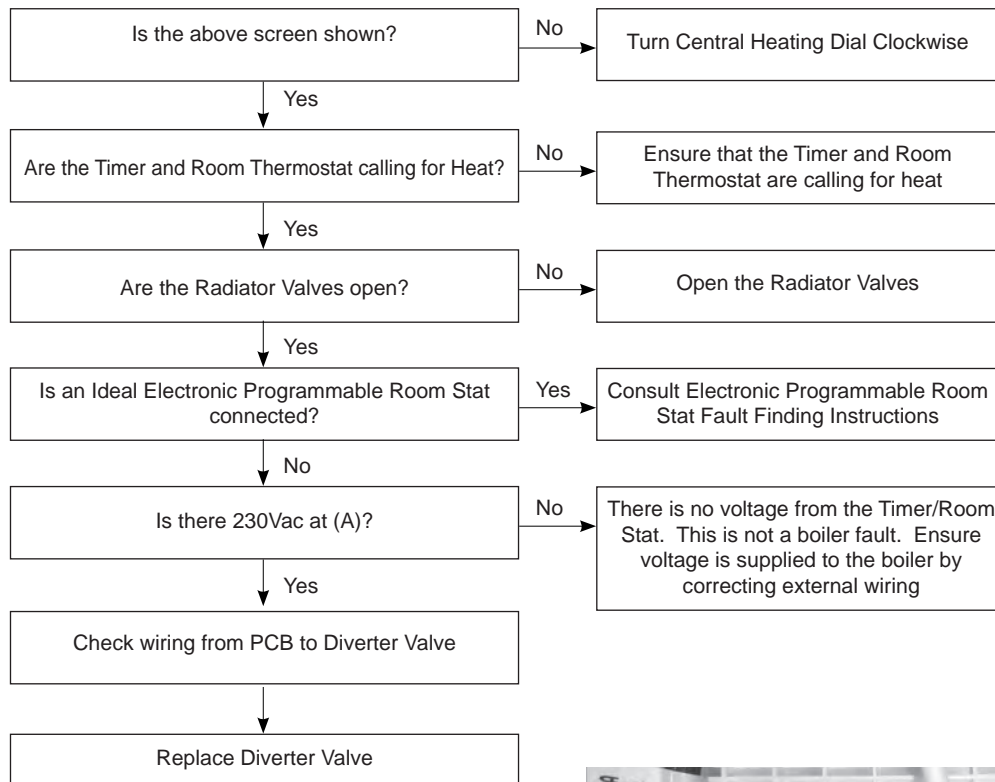 Is the above screen shown?
No
Turn Central Heating Dial Clockwise
Yes
Are the Timer and Room Thermostat calling for Heat?
No
Ensure that the Timer and Room
Thermostat are calling for heat
Yes
Are the Radiator Valves open?
No
Open the Radiator Valves
Yes
Is an Ideal Electronic Programmable Room Stat
connected?
Yes
Consult Electronic Programmable Room
Stat Fault Finding Instructions
No
Is there 230Vac at (A)?
No
There is no voltage from the Timer/Room
Stat. This is not a boiler fault. Ensure
voltage is supplied to the boiler by
correcting external wiring
Yes
Check wiring from PCB to Diverter Valve
Replace Diverter Valve